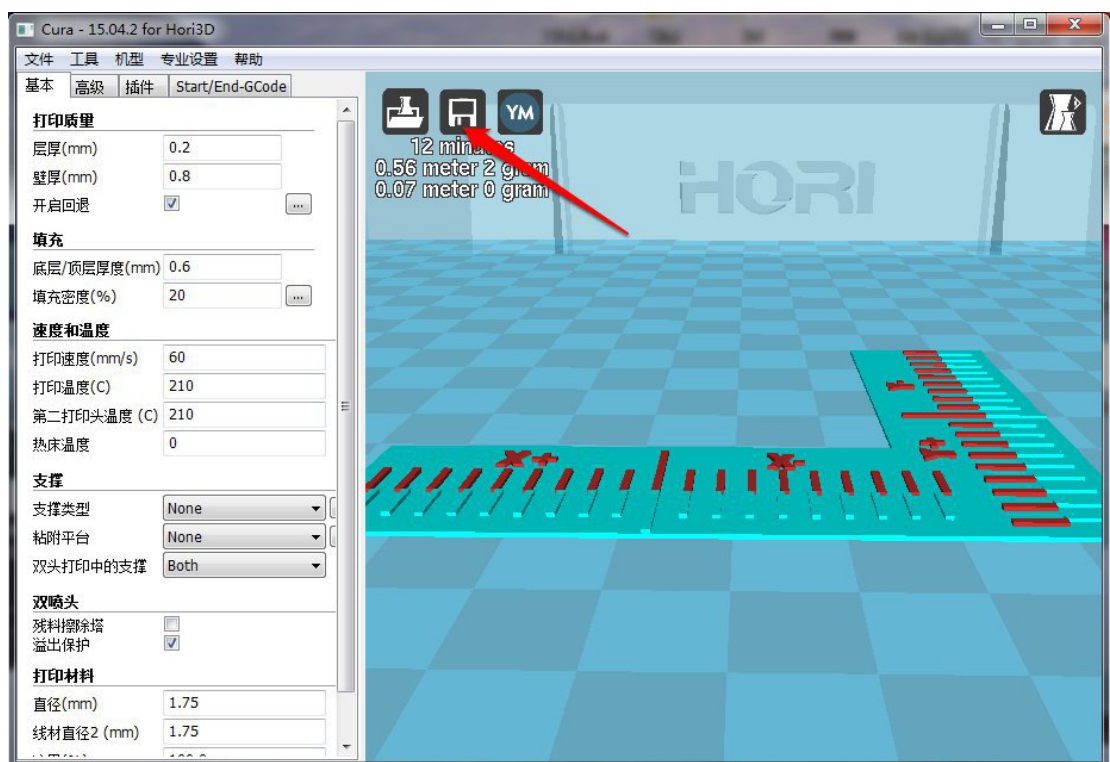 Cura - 15.04.2 for Hori3D
文件 工具 机型 专业设置 帮助
基本 高级 插件 Start/End-GCode
打印质量
层厚(mm) 0.2
壁厚(mm) 0.8
开启回退 ...
填充
底层/顶层厚度(mm) 0.6
填充密度(%) 20 ...
速度和温度
打印速度(mm/s) 60
打印温度(C) 210
第二打印头温度 (C) 210
热床温度 0
支撑
支撑类型 None
粘附平台 None
双头打印中的支撑 Both
双喷头
残料擦除塔
溢出保护
打印材料
直径(mm) 1.75
线材直径2 (mm) 1.75
YM
12 minutes
0.56 meter 2 gram
0.07 meter 0 gram
HORI
X+ X-